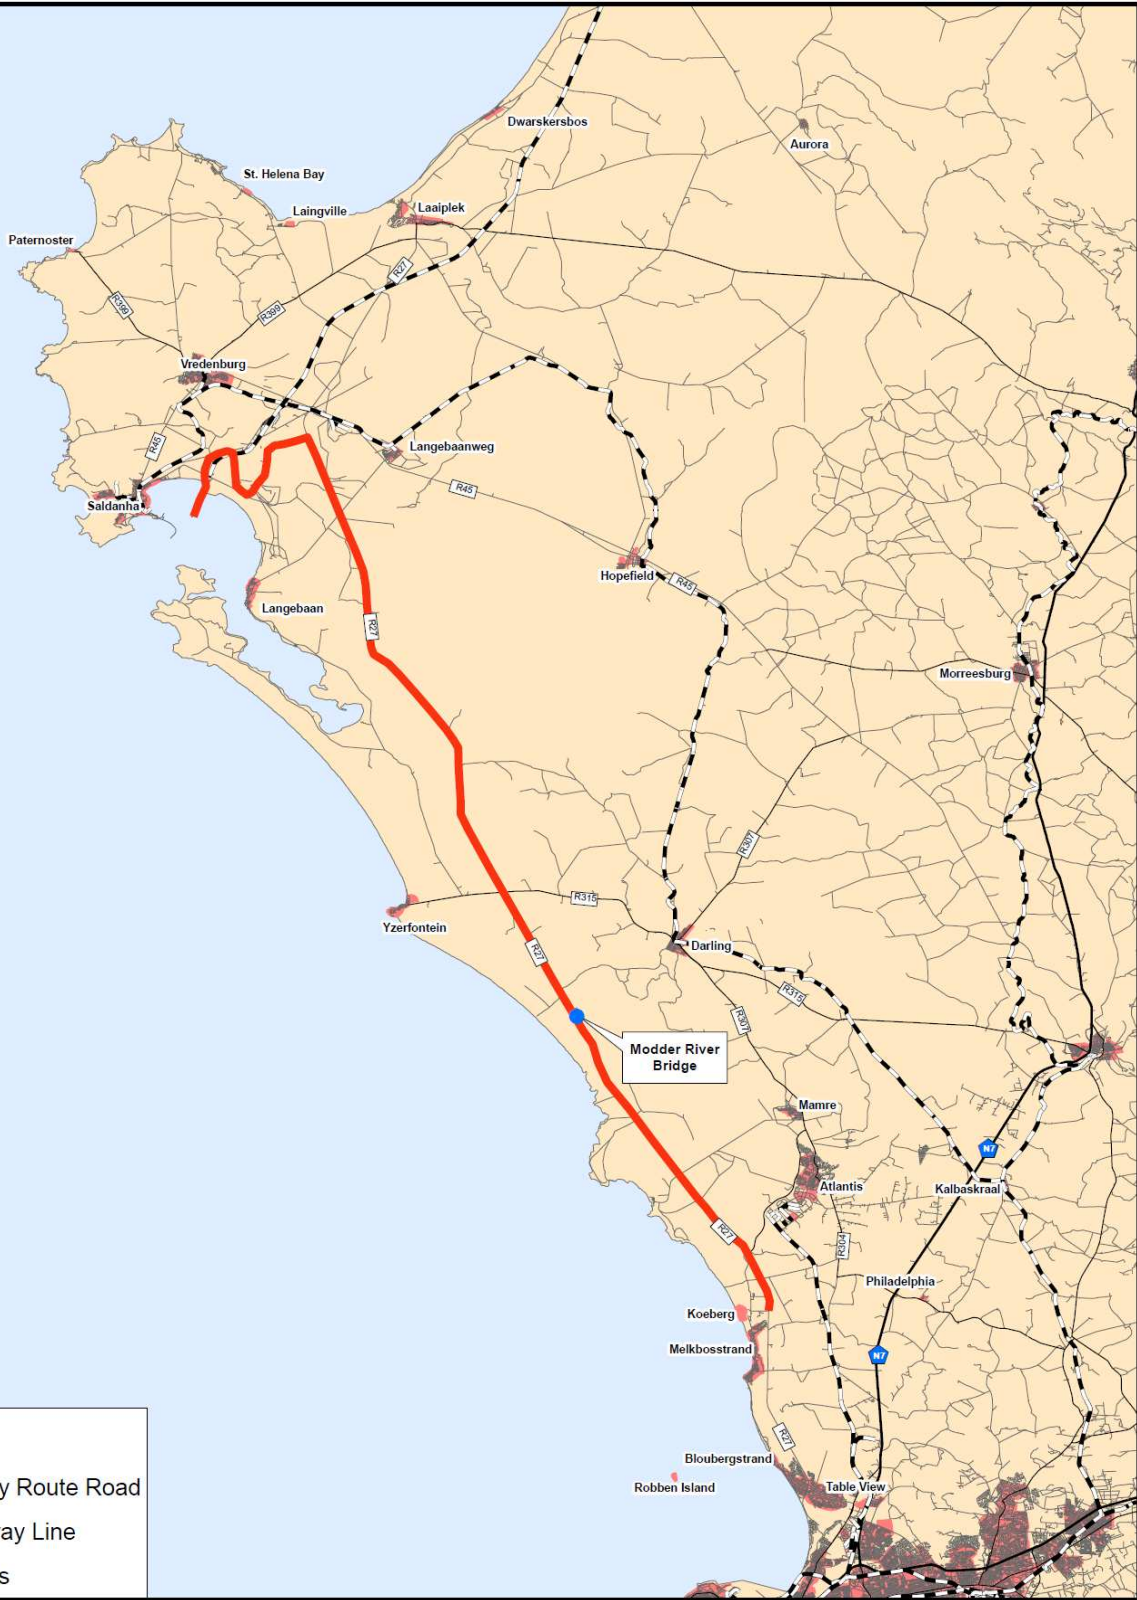 Dwarskersbos
Aurora
St. Helena Bay
Laingville
Laaiplek
Paternoster
R27
R399
R399
Vredenburg
R45
Langebaanweg
R45
Saldanha
Hopefield
R45
Langebaan
R27
Morreesburg
R307
R315
Yzerfontein
Darling
R27
R315
R307
Modder River
Bridge
Mamre
N7
Atlantis
Kalbaskraal
R27
R304
Philadelphia
Koeberg
Melkbosstrand
N7
R27
Bloubergstrand
Robben Island
Table View
y Route Road
ay Line
s